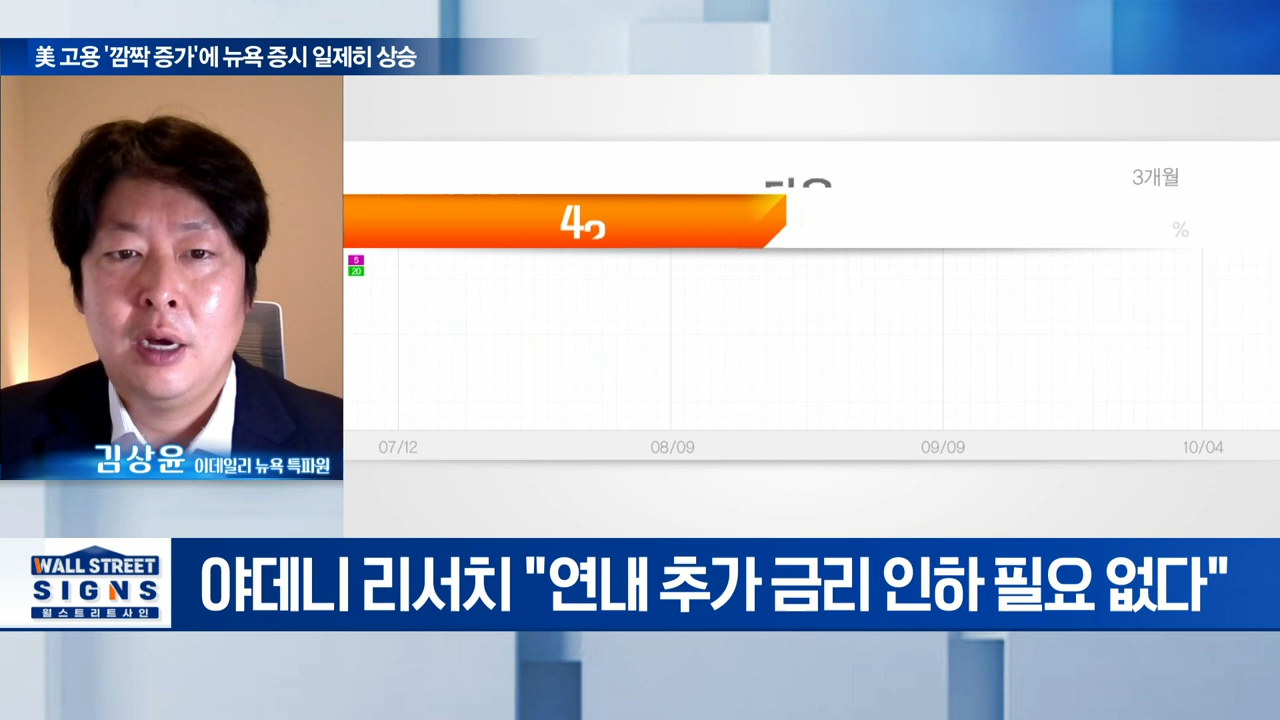 美 고용 '깜짝 증가'에 뉴욕 증시 일제히 상승
3개월
%
5
20
07/12 08/09 09/09 10/04
김상윤 이데일리 뉴욕 특파원
WALL STREET
SIGNS
월스트리트사인
야데니 리서치 "연내 추가 금리 인하 필요 없다"